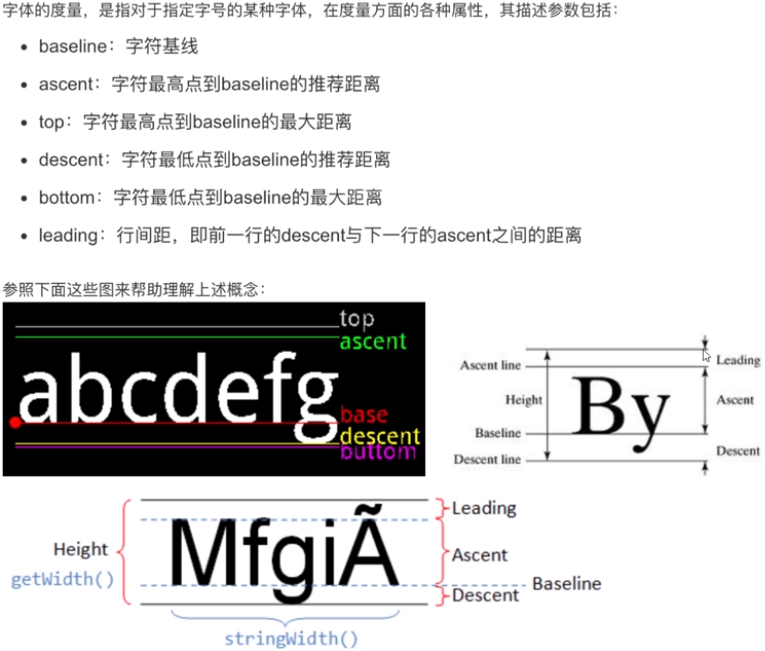 字体的度量，是指对于指定字号的某种字体，在度量方面的各种属性，其描述参数包括：
• baseline：字符基线
• ascent：字符最高点到baseline的推荐距离
• top：字符最高点到baseline的最大距离
• descent：字符最低点到baseline的推荐距离
• bottom：字符最低点到baseline的最大距离
• leading：行间距，即前一行的descent与下一行的ascent之间的距离
参照下面这些图来帮助理解上述概念：
top
ascent
abcdefg
base
descent
buttom
Ascent line
Height
Baseline
Descent line
By
Leading
Ascent
Descent
Height
getWidth()
MfgiÃ
Leading
Ascent
Baseline
Descent
stringWidth()